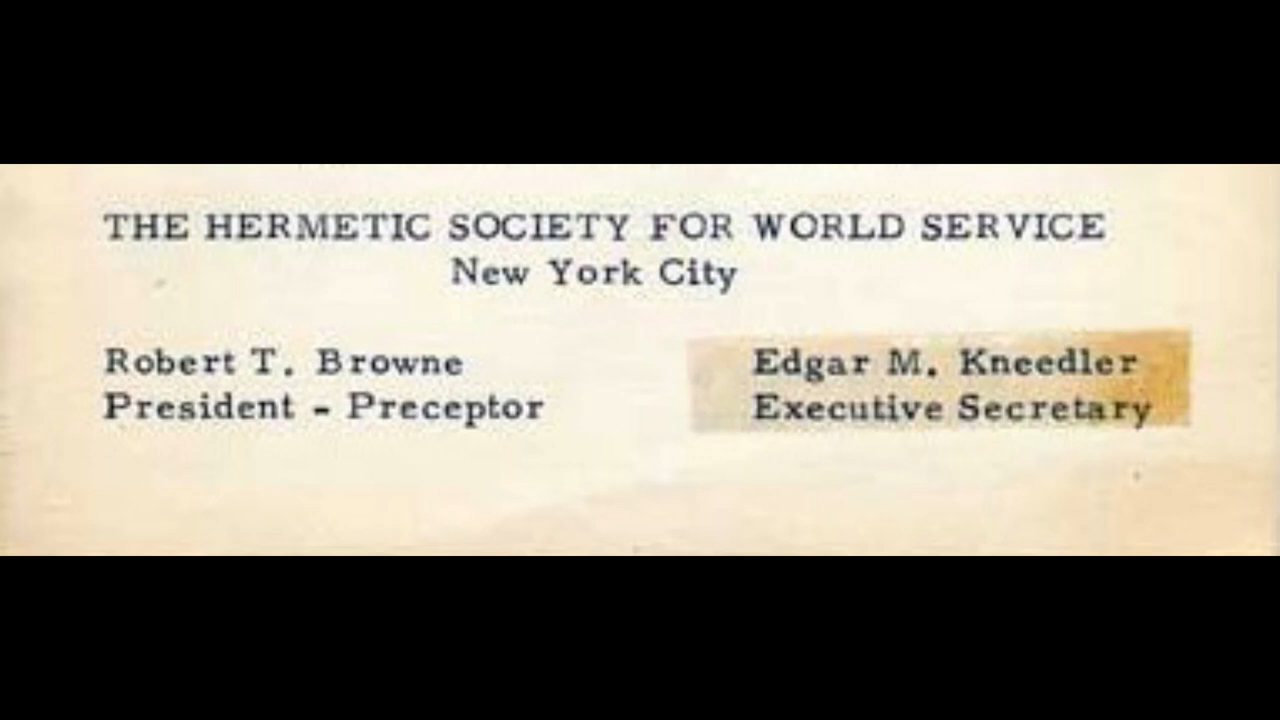 THE HERMETIC SOCIETY FOR WORLD SERVICE
New York City
Robert T. Browne
Edgar M. Kneedler
President - Preceptor
Executive Secretary